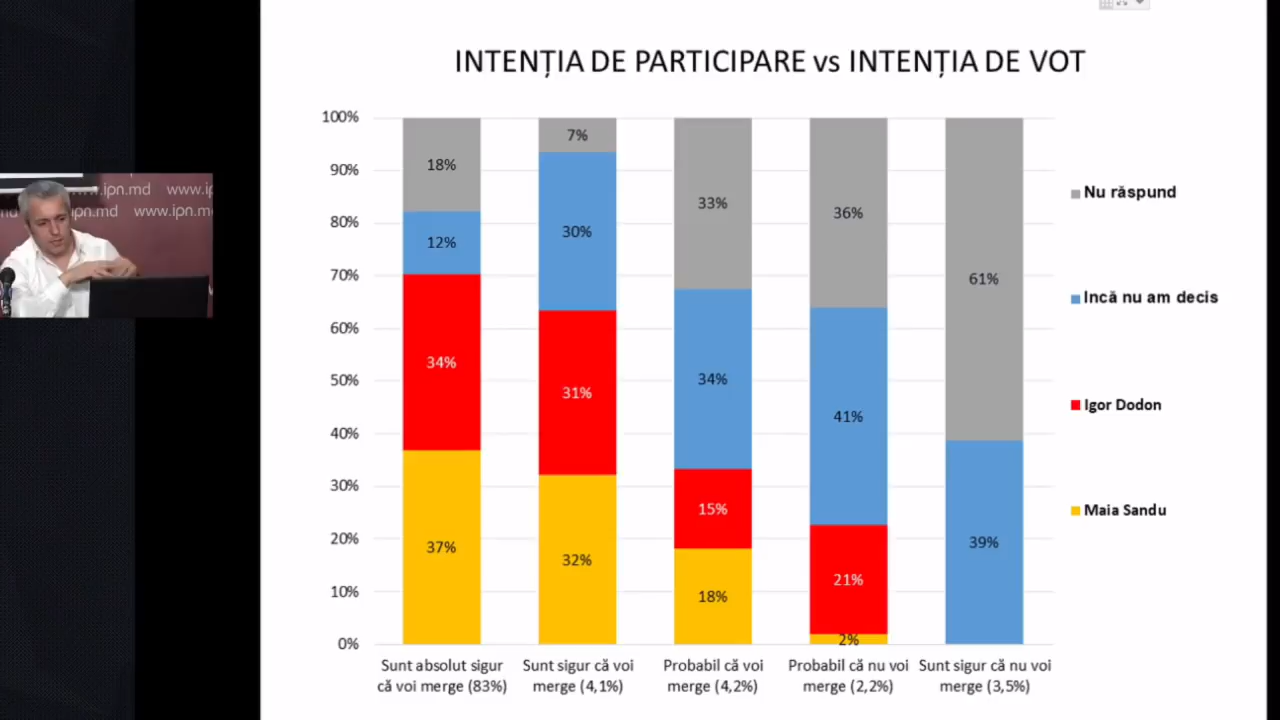 INTENȚIA DE PARTICIPARE vs INTENȚIA DE VOT
100%
90%
80%
70%
60%
50%
40%
30%
20%
10%
0%
18%
12%
34%
37%
7%
30%
31%
32%
33%
34%
15%
18%
36%
41%
21%
2%
61%
39%
Sunt absolut sigur
că voi merge (83%)
Sunt sigur că voi
merge (4,1%)
Probabil că voi
merge (4,2%)
Probabil că nu voi
merge (2,2%)
Sunt sigur că nu voi
merge (3,5%)
Nu răspund
Incă nu am decis
Igor Dodon
Maia Sandu
www.ipn.md